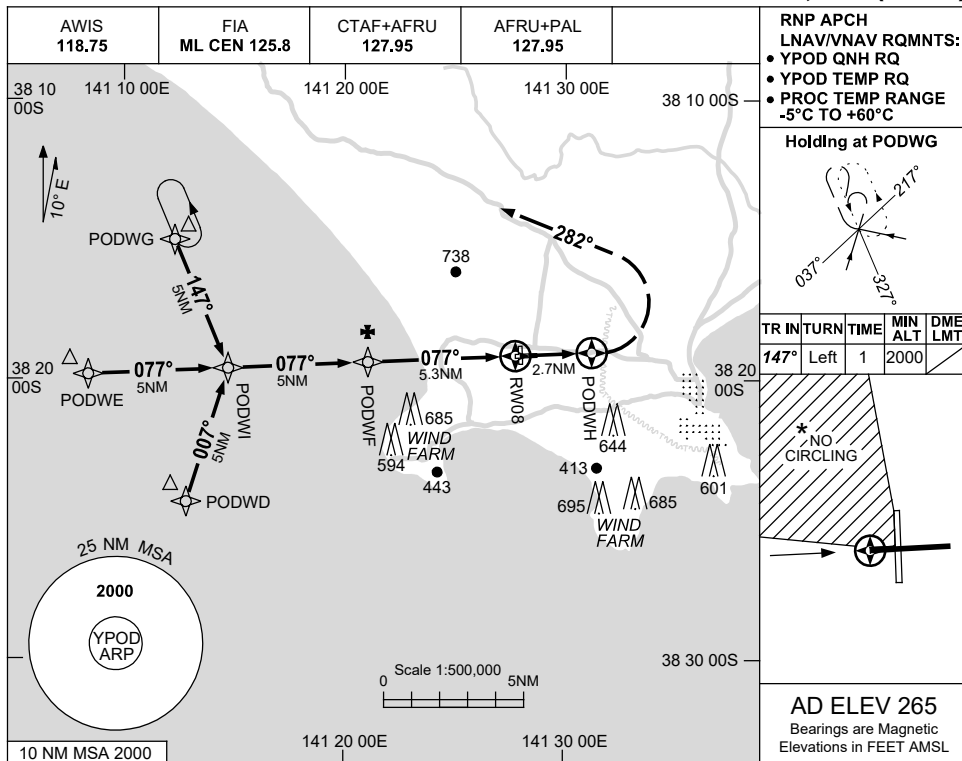 AWIS
118.75
FIA
ML CEN 125.8
CTAF+AFRU
127.95
AFRU+PAL
127.95
RNP APCH
LNAV/VNAV RQMNTS:
• YPOD QNH RQ
• YPOD TEMP RQ
• PROC TEMP RANGE
-5°C TO +60°C
38 10
00S
141 10 00E
141 20 00E
141 30 00E
38 10 00S
10° E
PODWG
147°
5NM
282°
738
PODWE
077°
5NM
PODWI
077°
5NM
PODWF
077°
5.3NM
RW08
2.7NM
PODWH
38 20
00S
38 20
00S
007°
5NM
PODWD
685
594
WIND
FARM
443
644
413
601
695
685
WIND
FARM
25 NM MSA
2000
YPOD
ARP
Scale 1:500,000
0
5NM
38 30 00S
10 NM MSA 2000
141 20 00E
141 30 00E
Holding at PODWG
217°
037°
327°
TR IN
TURN
TIME
MIN
ALT
DME
LMT
147°
Left
1
2000
* NO
CIRCLING
AD ELEV 265
Bearings are Magnetic
Elevations in FEET AMSL